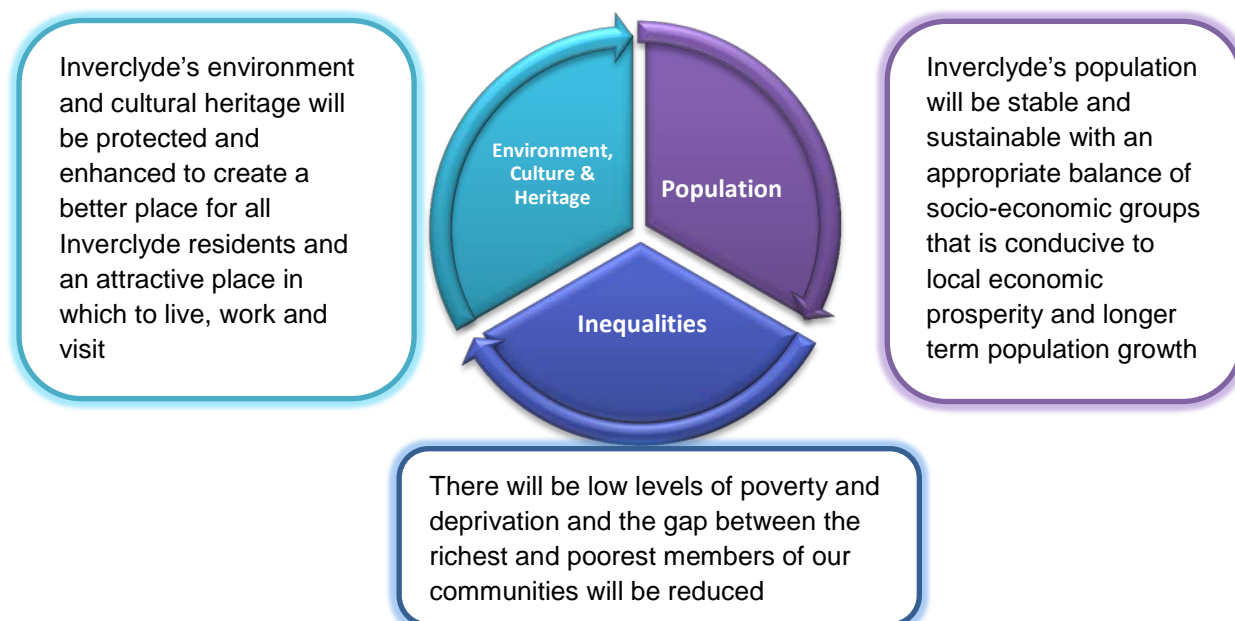 Inverclyde’s environment
and cultural heritage will
be protected and
enhanced to create a
better place for all
Inverclyde residents and
an attractive place in
which to live, work and
visit
Environment,
Culture &
Heritage
Population
Inequalities
Inverclyde’s population
will be stable and
sustainable with an
appropriate balance of
socio-economic groups
that is conducive to
local economic
prosperity and longer
term population growth
There will be low levels of poverty and
deprivation and the gap between the
richest and poorest members of our
communities will be reduced